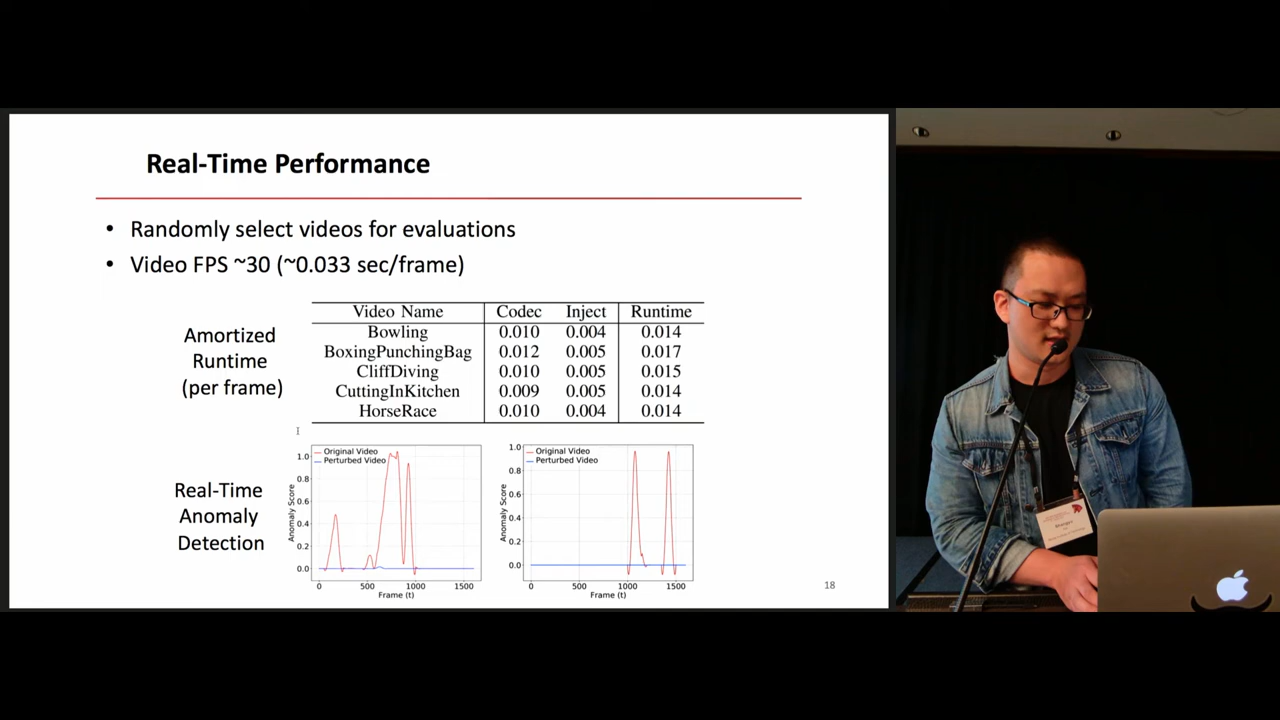 Real-Time Performance
• Randomly select videos for evaluations
• Video FPS ~30 (~0.033 sec/frame)
Amortized
Runtime
(per frame)
Video Name Codec Inject Runtime
Bowling 0.010 0.004 0.014
BoxingPunchingBag 0.012 0.005 0.017
CliffDiving 0.010 0.005 0.015
CuttingInKitchen 0.009 0.005 0.014
HorseRace 0.010 0.004 0.014
Real-Time
Anomaly
Detection
Original Video
Perturbed Video
Anomaly Score
1.0
0.8
0.6
0.4
0.2
0.0
0 500 1000 1500
Frame (t)
Original Video
Perturbed Video
Anomaly Score
1.0
0.8
0.6
0.4
0.2
0.0
0 500 1000 1500
Frame (t)
18